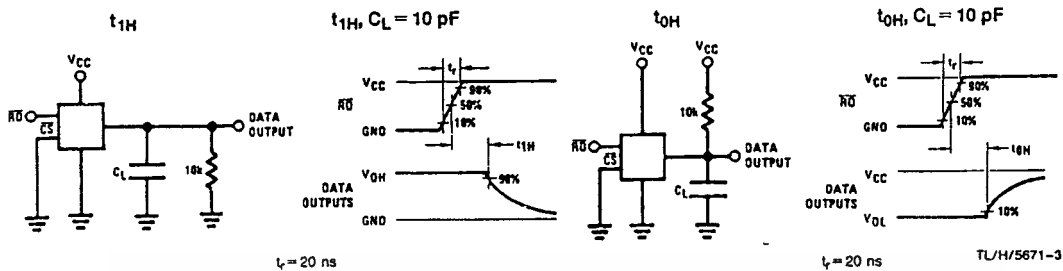 t1H
t1H, CL = 10 pF
t0H
t0H, CL = 10 pF
VCC
RD
CS
DATA OUTPUT
CL
10k
VCC
RD
GND
tr
90%
50%
10%
t1H
VOH
DATA OUTPUTS
GND
90%
VCC
VCC
10k
RD
CS
DATA OUTPUT
CL
VCC
RD
GND
tr
90%
50%
10%
t0H
VCC
DATA OUTPUTS
VOL
10%
tr = 20 ns
tr = 20 ns
TL/H/5671-3